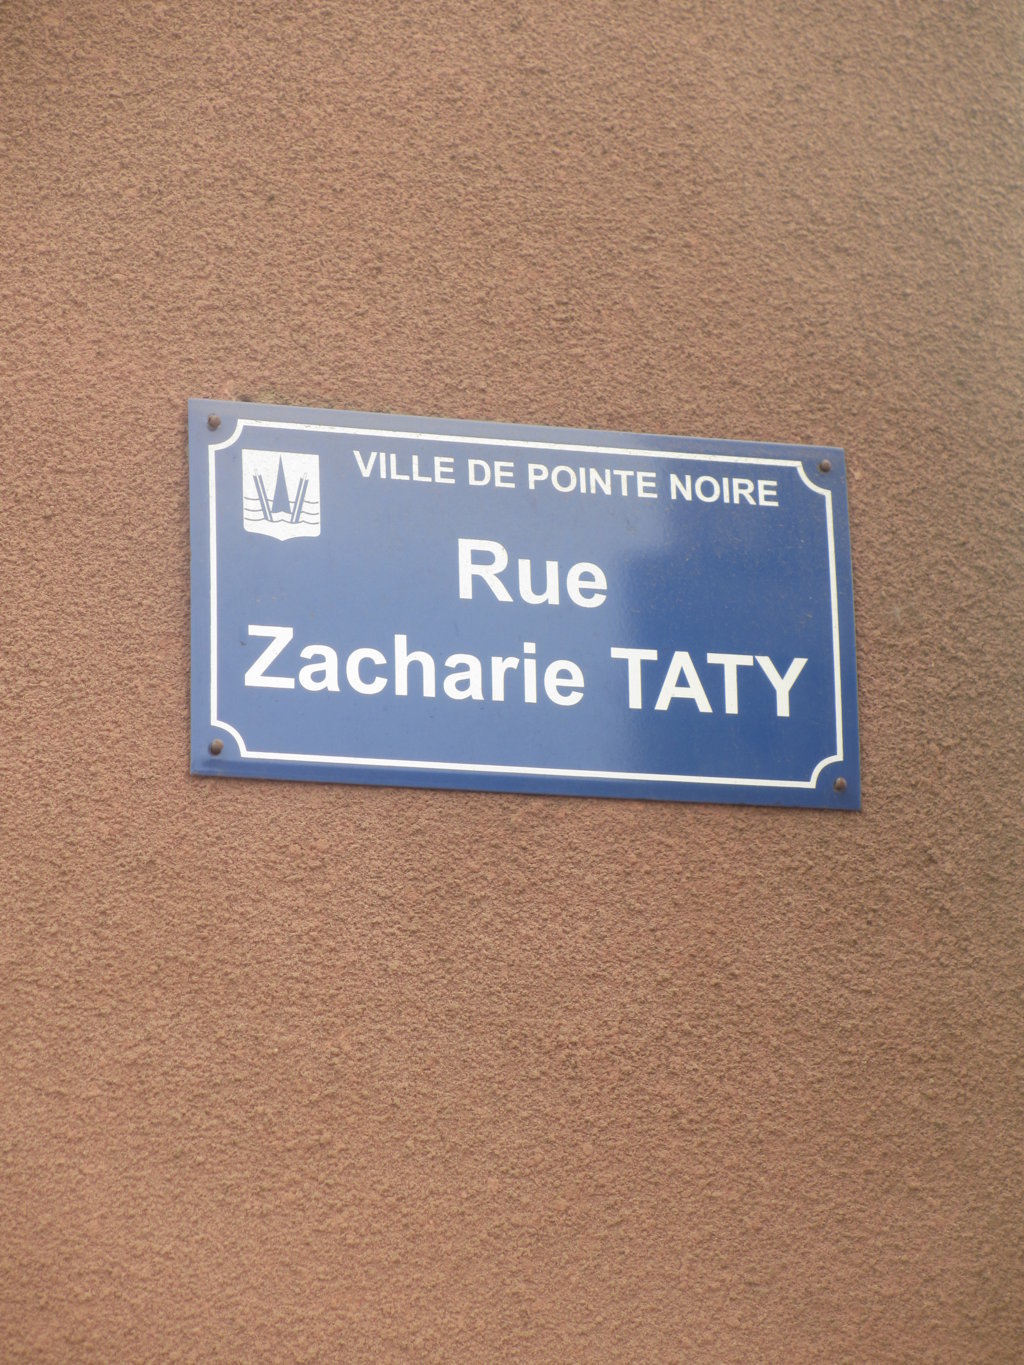 VILLE DE POINTE NOIRE
Rue
Zacharie TATY